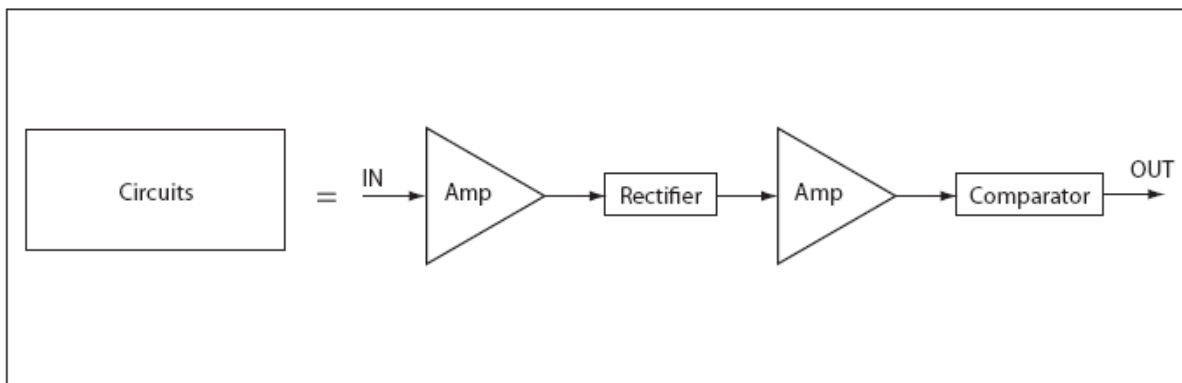 Circuits
=
IN
Amp
Rectifier
Amp
Comparator
OUT